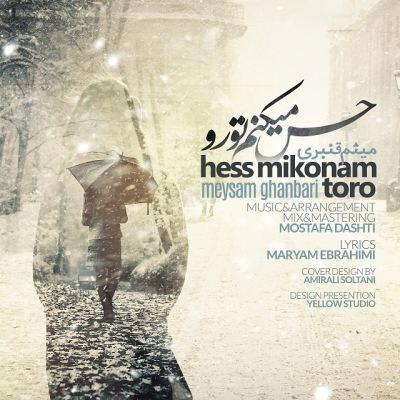 حس میکنم تورو
میثم قنبری
hess mikonam
meysam ghanbari toro
MUSIC&ARRANGEMENT
MIX&MASTERING
MOSTAFA DASHTI
LYRICS
MARYAM EBRAHIMI
COVER DESIGN BY
AMIRALI SOLTANI
DESIGN PRESENTION
YELLOW STUDIO